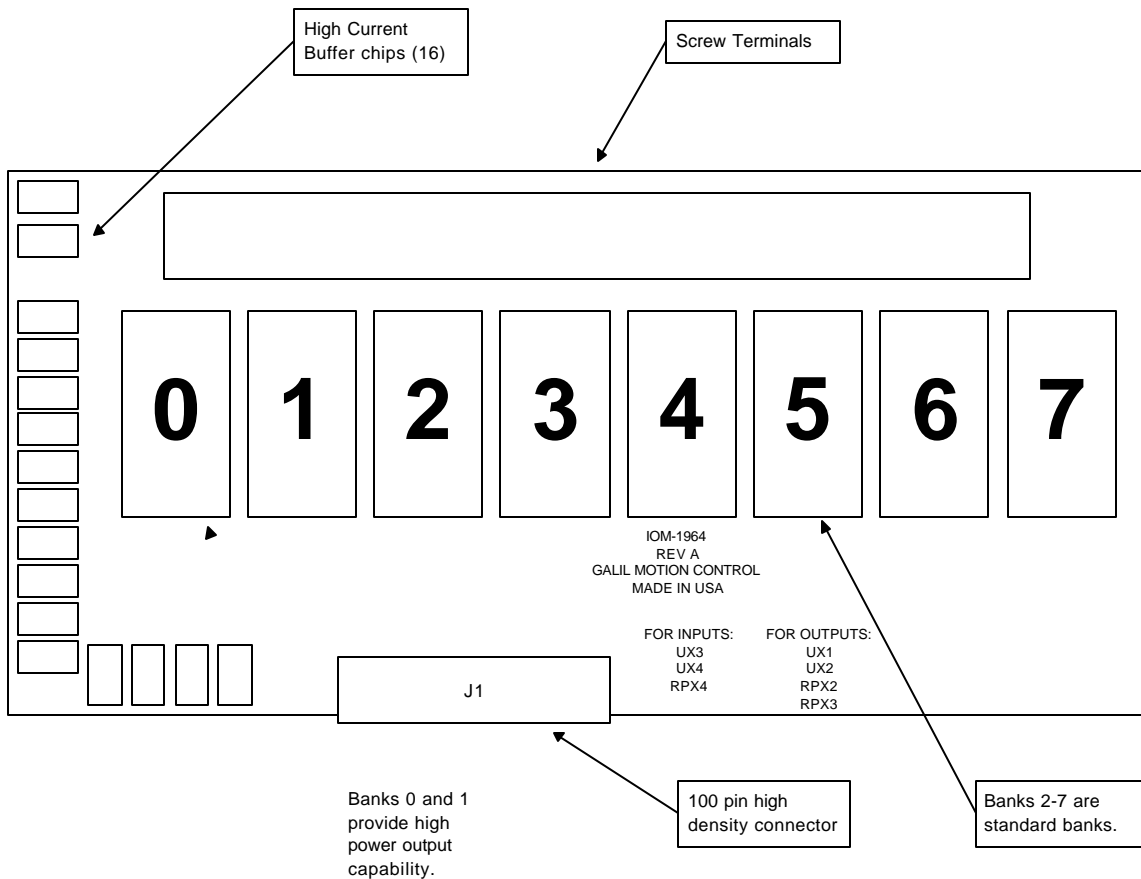 High Current
Buffer chips (16)
Screw Terminals
0 1 2 3 4 5 6 7
IOM-1964
REV A
GALIL MOTION CONTROL
MADE IN USA
FOR INPUTS:
UX3
UX4
RPX4
FOR OUTPUTS:
UX1
UX2
RPX2
RPX3
J1
Banks 0 and 1
provide high
power output
capability.
100 pin high
density connector
Banks 2-7 are
standard banks.